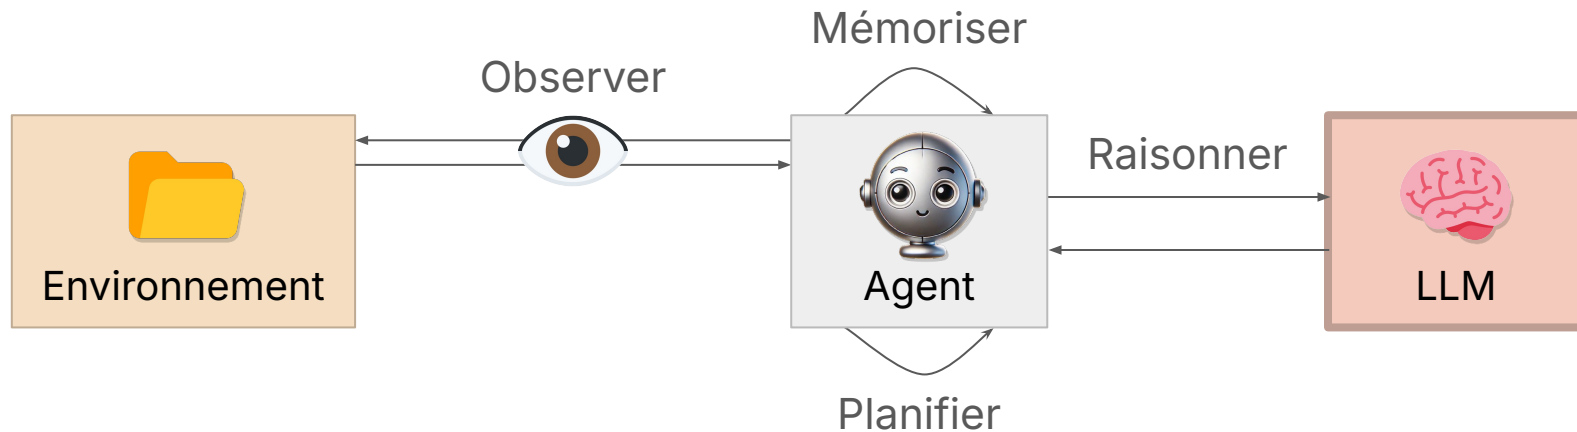 Mémoriser
Observer
Raisonner
Environnement
Agent
LLM
Planifier